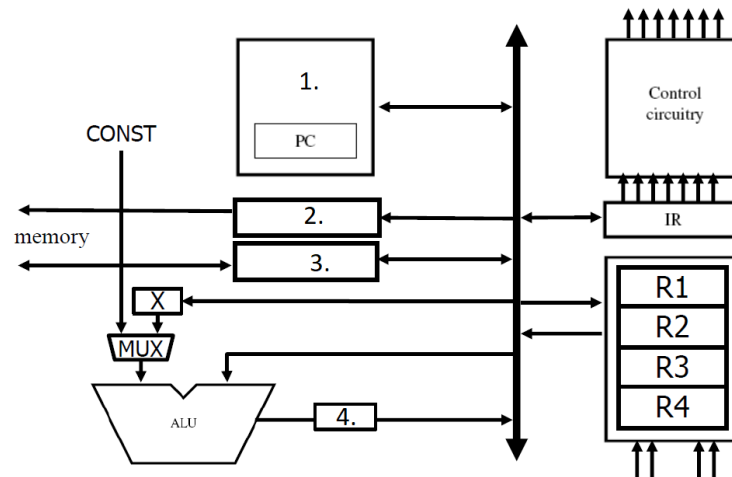 1.
PC
Control
circuitry
CONST
2.
IR
memory
3.
X
R1
MUX
R2
R3
ALU
4.
R4